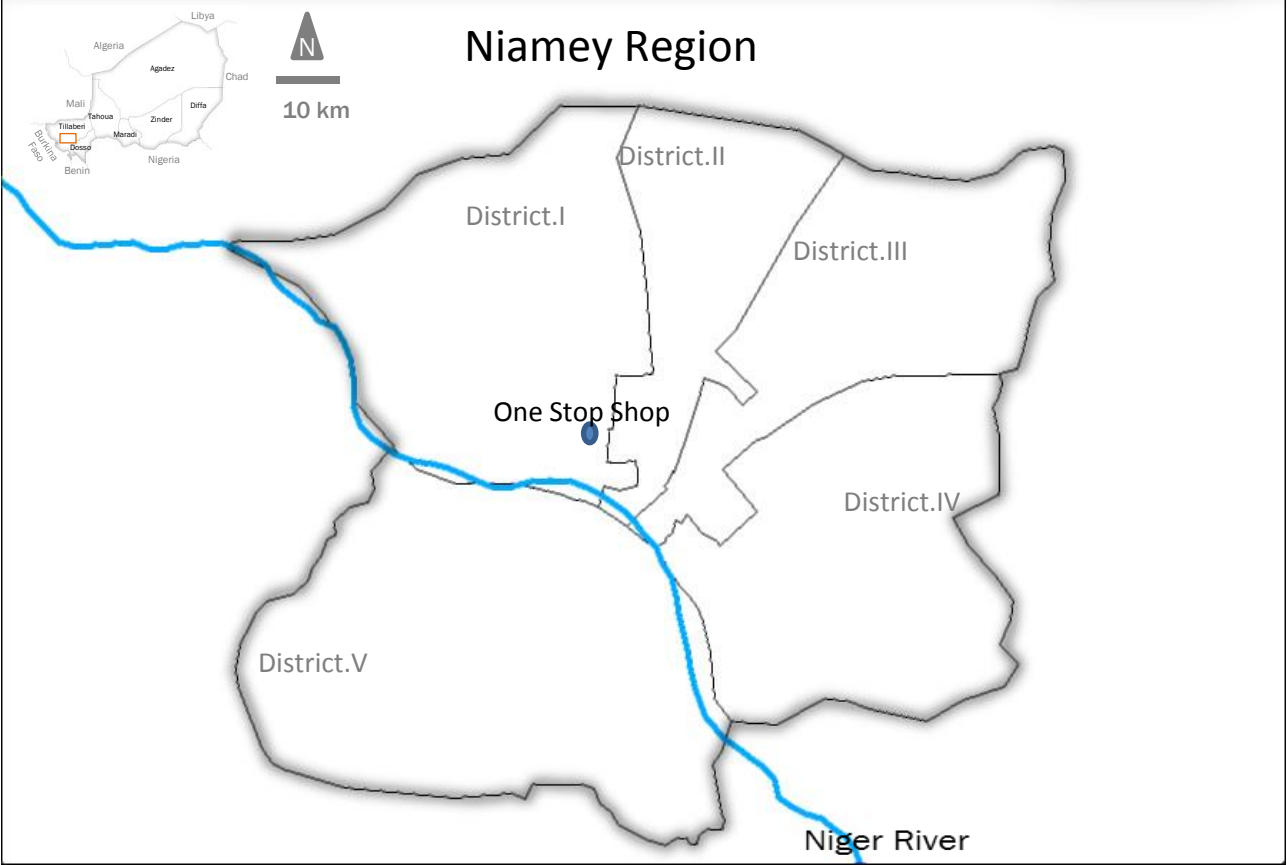 Niamey Region
Libya
Algeria
Agadez
Chad
Mali
Tahoua
Diffa
Zinder
Tillaberi
Maradi
Burkina
Faso
Dosso
Nigeria
Benin
N
10 km
District.II
District.I
District.III
One Stop Shop
District.IV
District.V
Niger River